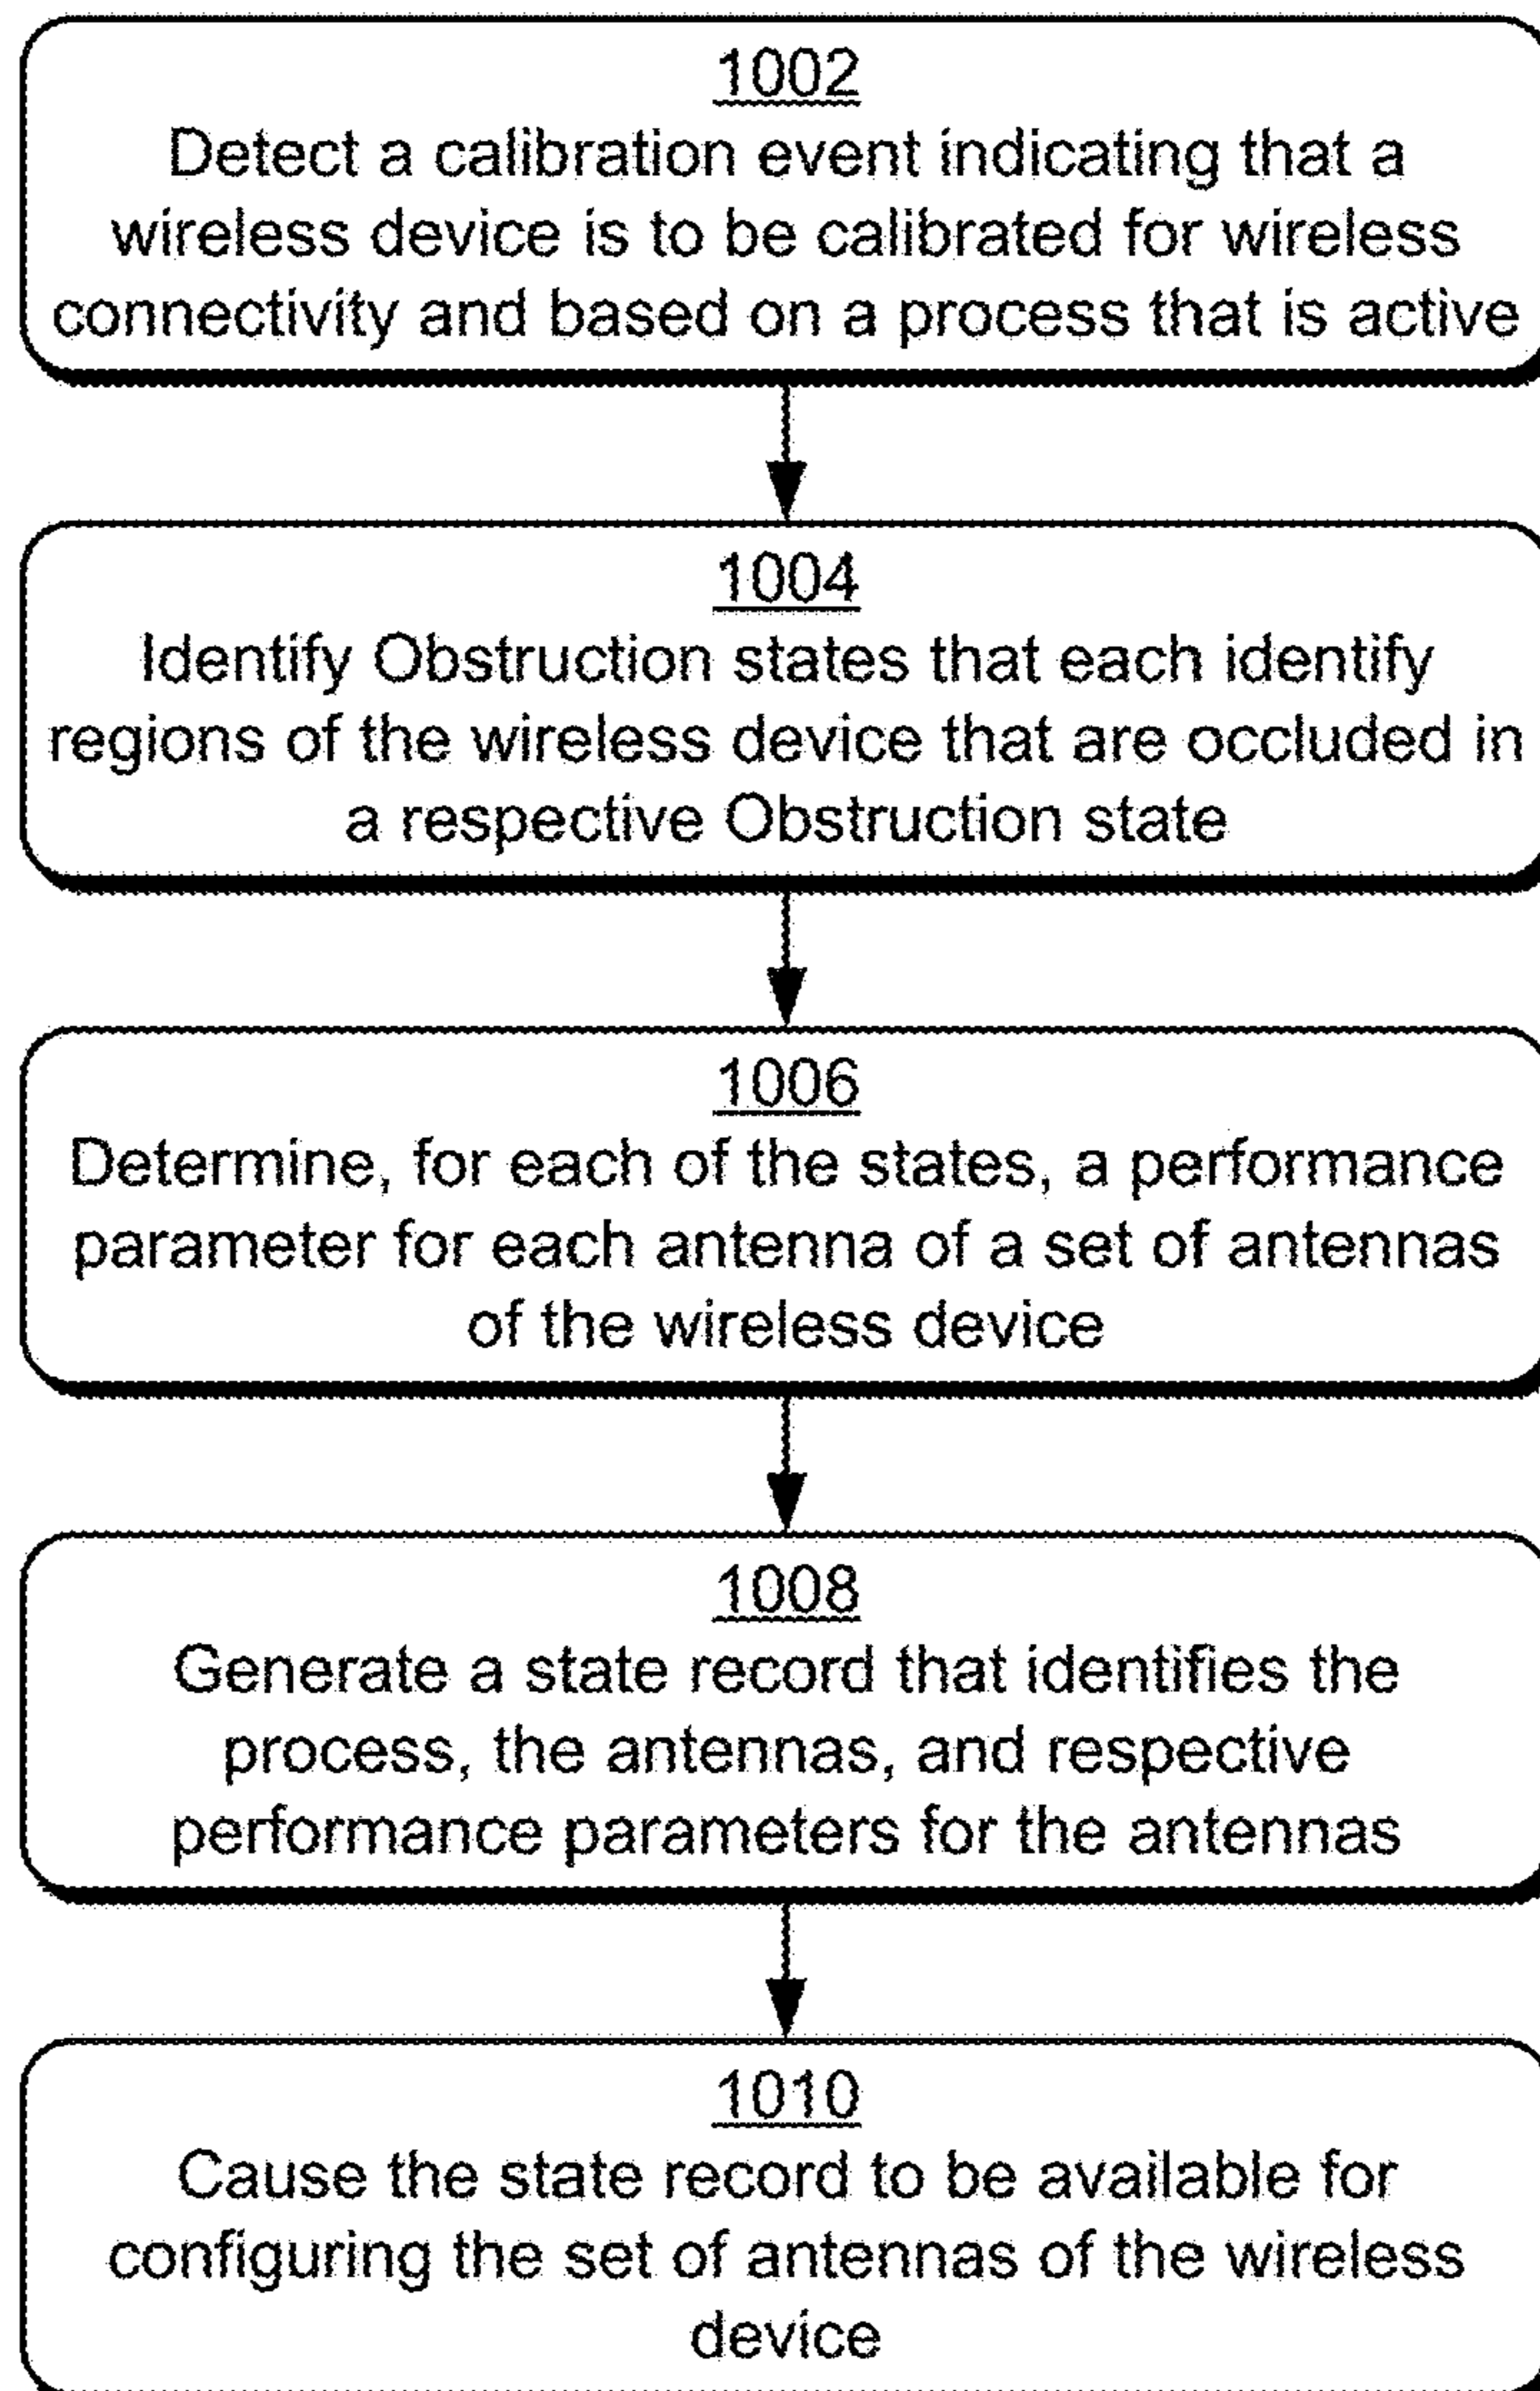 1002
Detect a calibration event indicating that a
wireless device is to be calibrated for wireless
connectivity and based on a process that is active
1004
Identify Obstruction states that each identify
regions of the wireless device that are occluded in
a respective Obstruction state
1006
Determine, for each of the states, a performance
parameter for each antenna of a set of antennas
of the wireless device
1008
Generate a state record that identifies the
process, the antennas, and respective
performance parameters for the antennas
1010
Cause the state record to be available for
configuring the set of antennas of the wireless
device